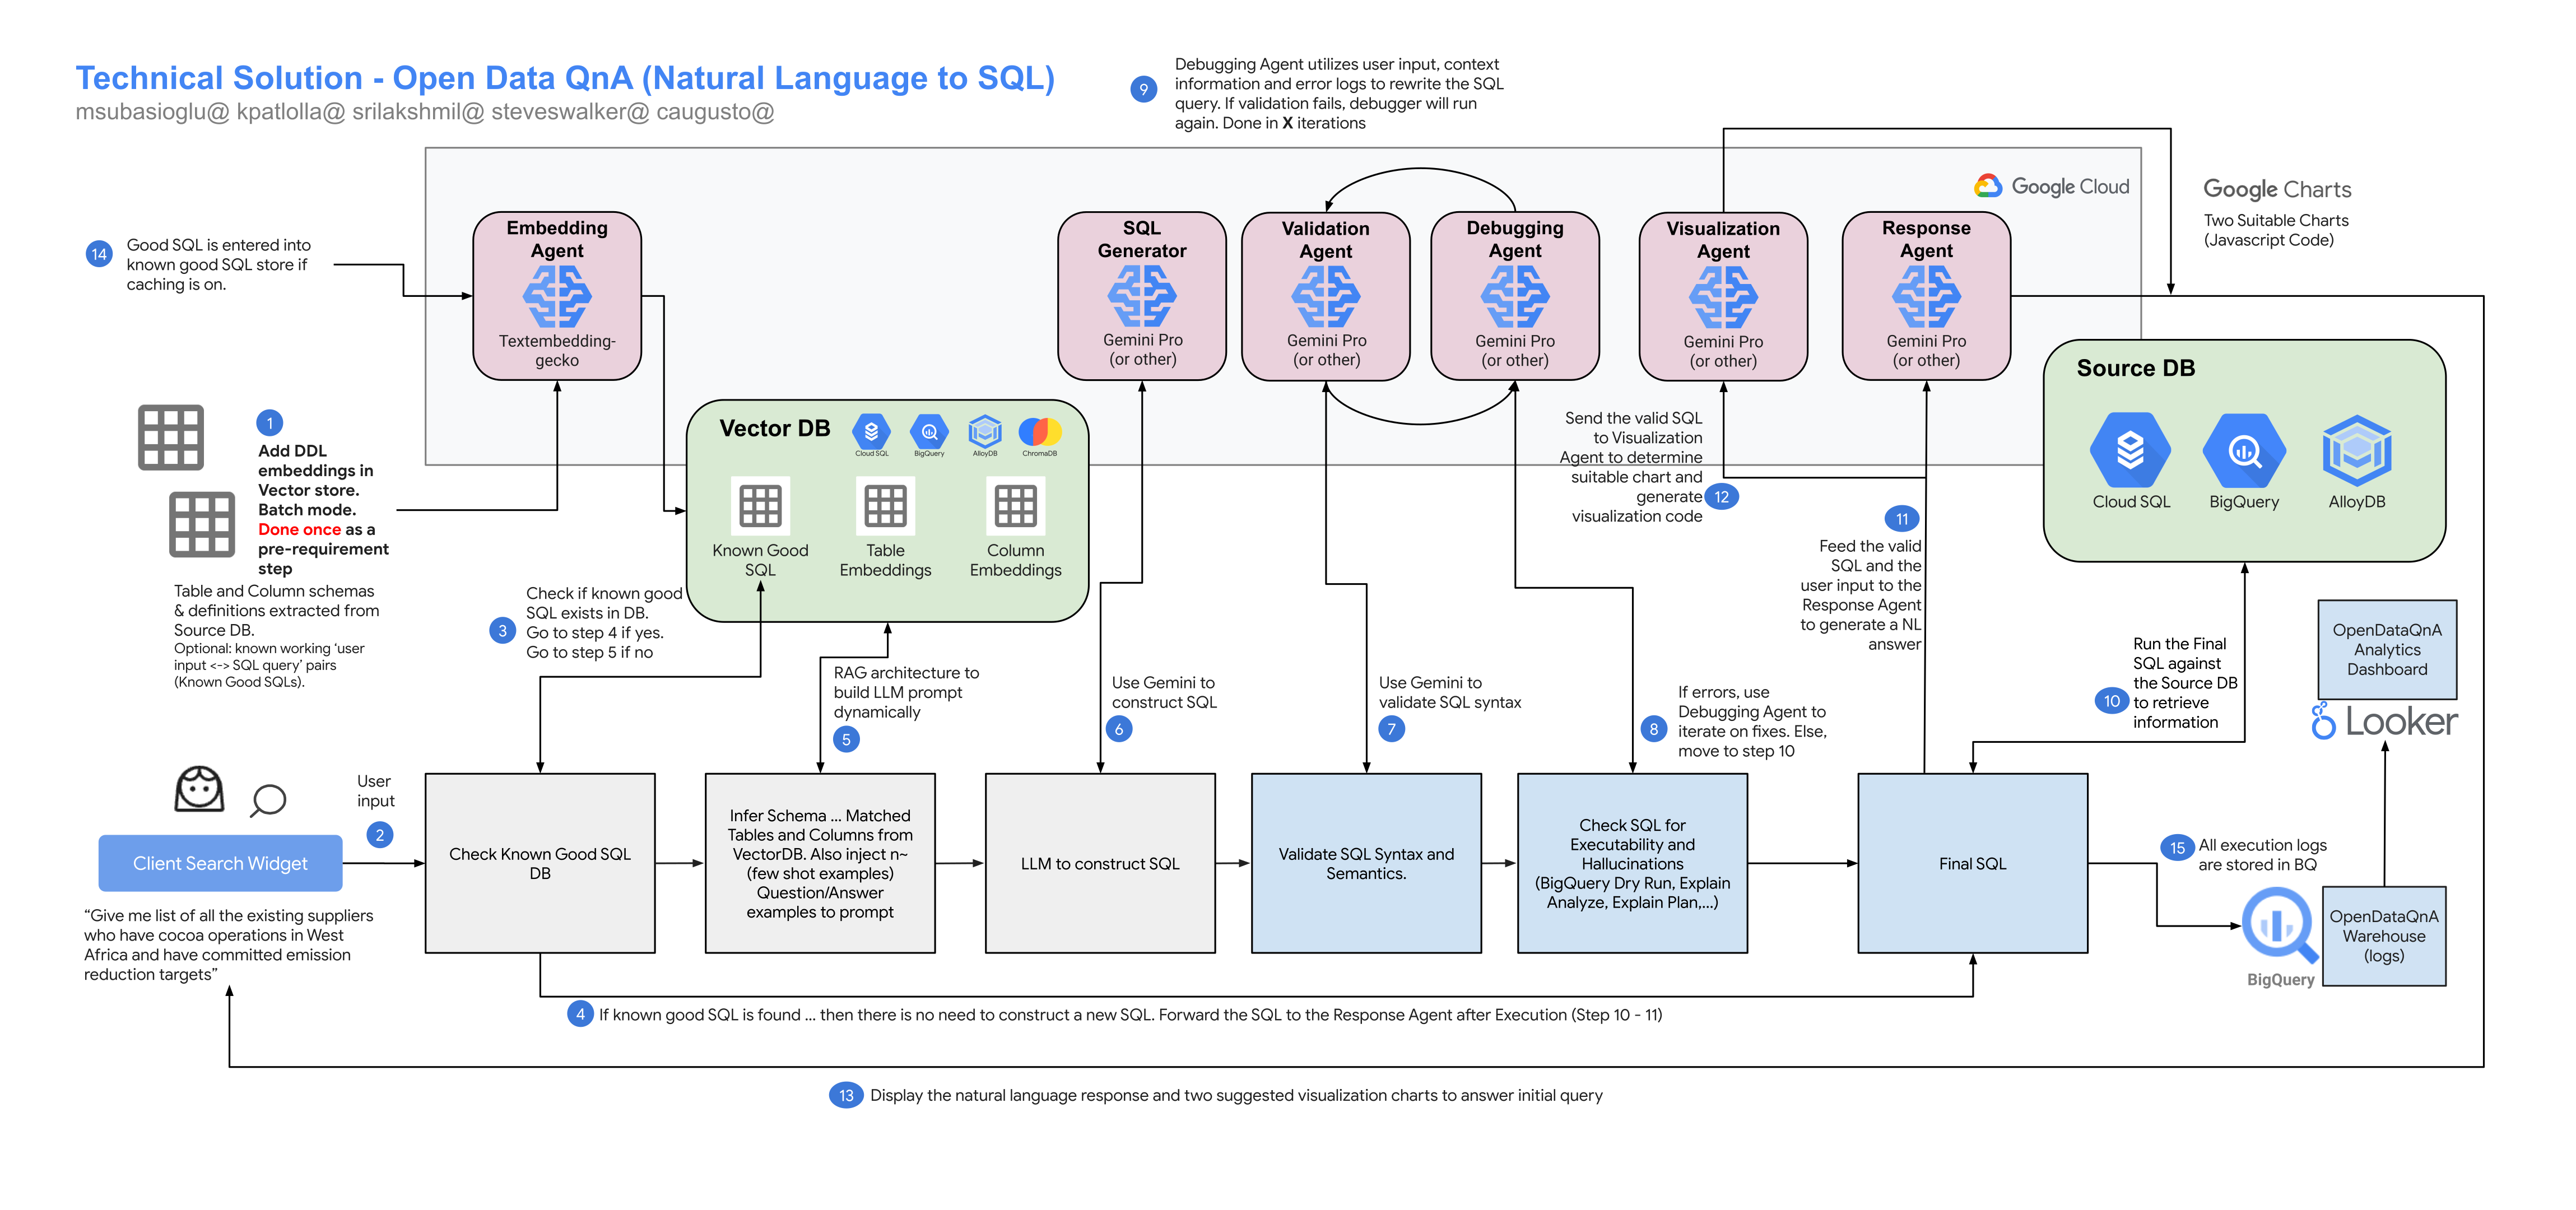 Technical Solution - Open Data QnA (Natural Language to SQL)
msubasioglu@ kpatlolla@ srilakshmil@ steveswalker@ caugusto@
9
Debugging Agent utilizes user input, context
information and error logs to rewrite the SQL
query. If validation fails, debugger will run
again. Done in X iterations
Google Cloud
Google Charts
Two Suitable Charts
(Javascript Code)
14
Good SQL is entered into
known good SQL store if
caching is on.
Embedding
Agent
Textembedding-
gecko
SQL
Generator
Gemini Pro
(or other)
Validation
Agent
Gemini Pro
(or other)
Debugging
Agent
Gemini Pro
(or other)
Visualization
Agent
Gemini Pro
(or other)
Response
Agent
Gemini Pro
(or other)
Source DB
Cloud SQL
BigQuery
AlloyDB
1
Add DDL
embeddings in
Vector store.
Batch mode.
Done once as a
pre-requirement
step
Table and Column schemas
& definitions extracted from
Source DB.
Optional: known working ‘user
input <-> SQL query’ pairs
(Known Good SQLs).
Vector DB
Cloud SQL
BigQuery
AlloyDB
ChromaDB
Known Good
SQL
Table
Embeddings
Column
Embeddings
3
Check if known good
SQL exists in DB.
Go to step 4 if yes.
Go to step 5 if no
RAG architecture to
build LLM prompt
dynamically
5
Use Gemini to
construct SQL
6
Use Gemini to
validate SQL syntax
7
8
If errors, use
Debugging Agent to
iterate on fixes. Else,
move to step 10
Send the valid SQL
to Visualization
Agent to determine
suitable chart and
generate
visualization code
12
11
Feed the valid
SQL and the
user input to the
Response Agent
to generate a NL
answer
10
Run the Final
SQL against
the Source DB
to retrieve
information
OpenDataQnA
Analytics
Dashboard
Looker
User
input
2
Client Search Widget
“Give me list of all the existing suppliers
who have cocoa operations in West
Africa and have committed emission
reduction targets”
Check Known Good SQL
DB
Infer Schema ... Matched
Tables and Columns from
VectorDB. Also inject n~
(few shot examples)
Question/Answer
examples to prompt
LLM to construct SQL
Validate SQL Syntax and
Semantics.
Check SQL for
Executability and
Hallucinations
(BigQuery Dry Run, Explain
Analyze, Explain Plan,...)
Final SQL
15
All execution logs
are stored in BQ
BigQuery
OpenDataQnA
Warehouse
(logs)
4
If known good SQL is found ... then there is no need to construct a new SQL. Forward the SQL to the Response Agent after Execution (Step 10 - 11)
13
Display the natural language response and two suggested visualization charts to answer initial query